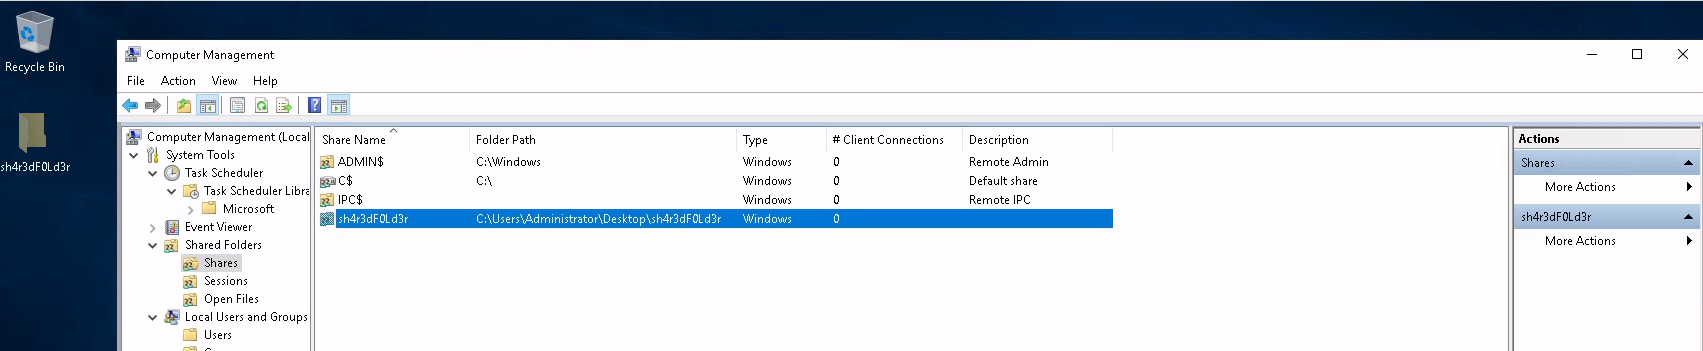 Recycle Bin
sh4r3dF0Ld3r
Computer Management
File Action View Help
Computer Management (Local
System Tools
Task Scheduler
Task Scheduler Libra
Microsoft
Event Viewer
Shared Folders
Shares
Sessions
Open Files
Local Users and Groups
Users
Share Name Folder Path Type # Client Connections Description
ADMIN$ C:\Windows Windows 0 Remote Admin
C$ C:\ Windows 0 Default share
IPC$ Windows 0 Remote IPC
sh4r3dF0Ld3r C:\Users\Administrator\Desktop\sh4r3dF0Ld3r Windows 0
Actions
Shares
More Actions
sh4r3dF0Ld3r
More Actions